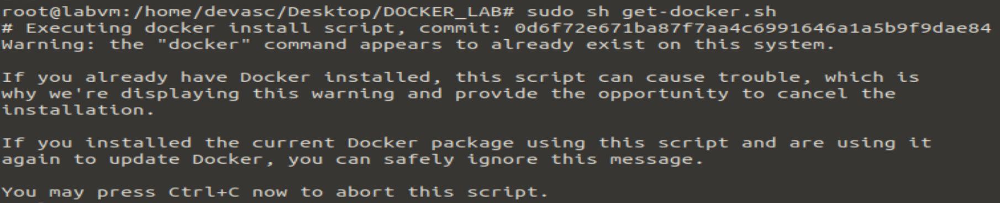 root@labvm:/home/devasc/Desktop/DOCKER_LAB# sudo sh get-docker.sh
# Executing docker install script, commit: 0d6f72e671ba87f7aa4c6991646a1a5b9f9dae84
Warning: the "docker" command appears to already exist on this system.
If you already have Docker installed, this script can cause trouble, which is
why we're displaying this warning and provide the opportunity to cancel the
installation.
If you installed the current Docker package using this script and are using it
again to update Docker, you can safely ignore this message.
You may press Ctrl+C now to abort this script.